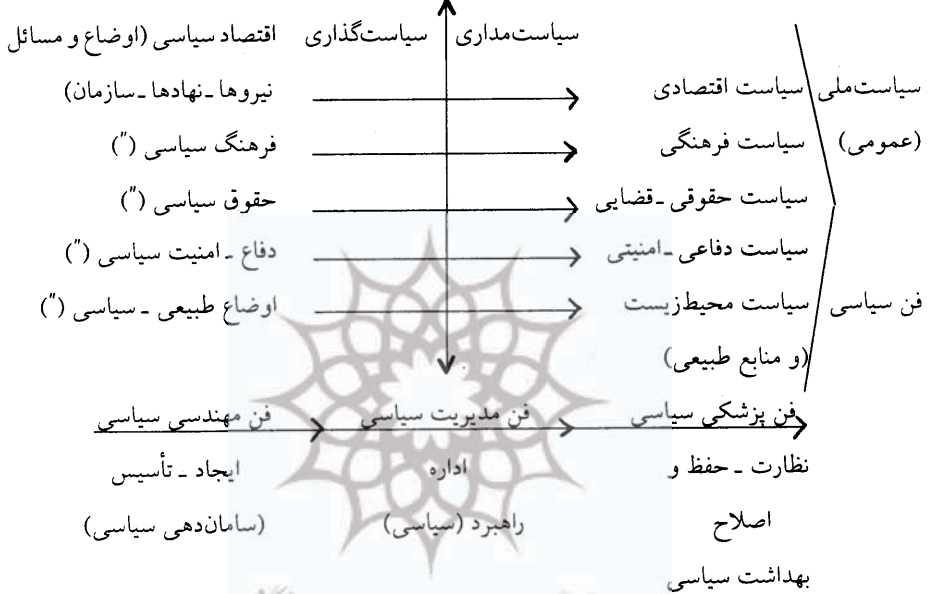 سیاست‌مداری سیاست‌گذاری اقتصاد سیاسی (اوضاع و مسائل
سیاست ملی سیاست اقتصادی نیروها ـ نهادها ـ سازمان)
(عمومی) سیاست فرهنگی فرهنگ سیاسی (")
سیاست حقوقی ـ قضایی حقوق سیاسی (")
سیاست دفاعی ـ امنیتی دفاع ـ امنیت سیاسی (")
فن سیاسی سیاست محیط‌زیست اوضاع طبیعی ـ سیاسی (")
(و منابع طبیعی)
فن پزشکی سیاسی فن مدیریت سیاسی فن مهندسی سیاسی
نظارت ـ حفظ و اداره ایجاد ـ تأسیس
اصلاح راهبرد (سیاسی) (سامان‌دهی سیاسی)
بهداشت سیاسی